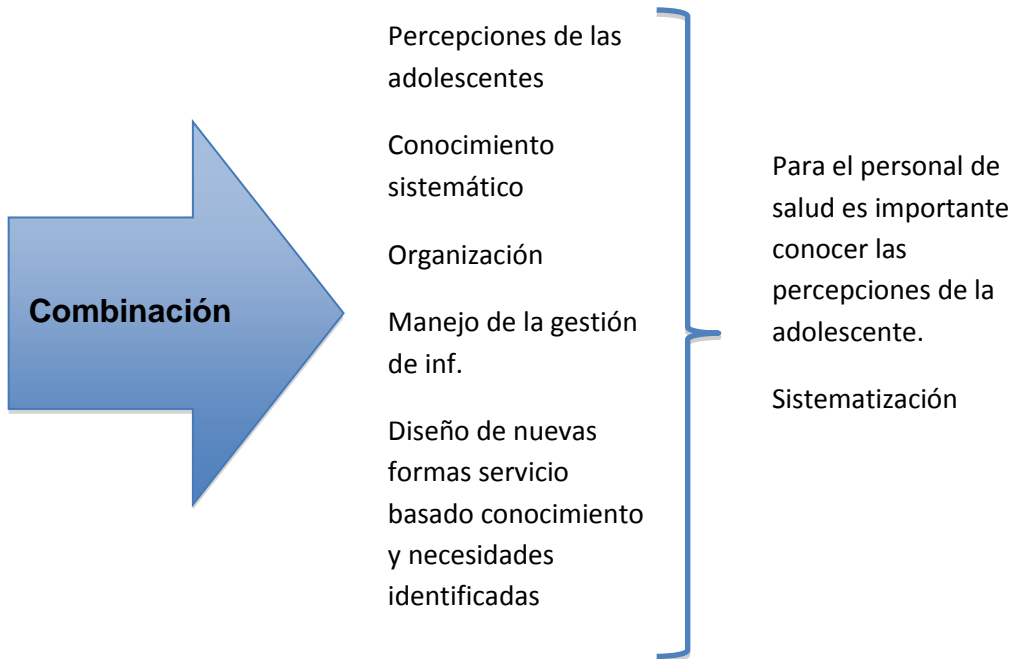 Combinación
Percepciones de las
adolescentes
Conocimiento
sistemático
Organización
Manejo de la gestión
de inf.
Diseño de nuevas
formas servicio
basado conocimiento
y necesidades
identificadas
Para el personal de
salud es importante
conocer las
percepciones de la
adolescente.
Sistematización